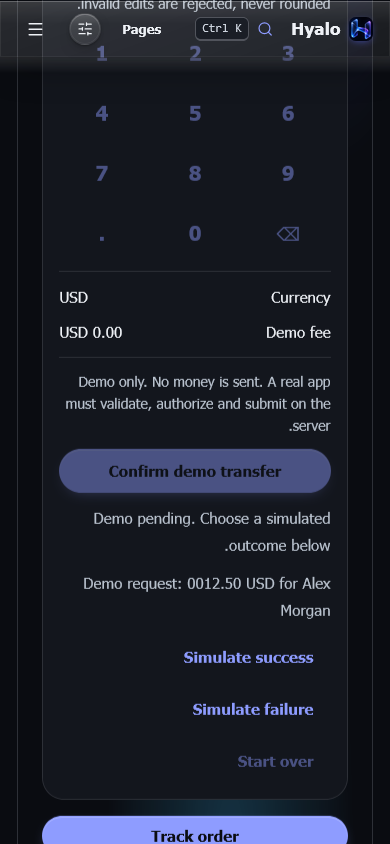 .Invalid edits are rejected, never rounded
Pages
Ctrl K
Hyalo
1 2 3
4 5 6
7 8 9
. 0 ⌫
USD Currency
USD 0.00 Demo fee
Demo only. No money is sent. A real app
must validate, authorize and submit on the
.server
Confirm demo transfer
Demo pending. Choose a simulated
.outcome below
Demo request: 0012.50 USD for Alex
Morgan
Simulate success
Simulate failure
Start over
Track order